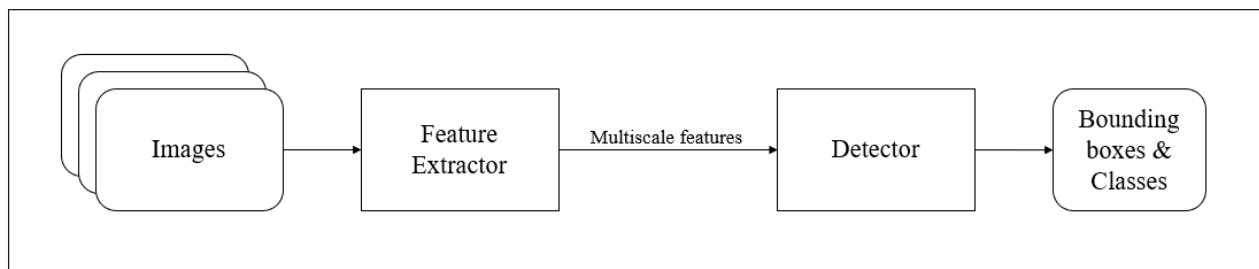 Images
Feature
Extractor
Multiscale features
Detector
Bounding
boxes &
Classes